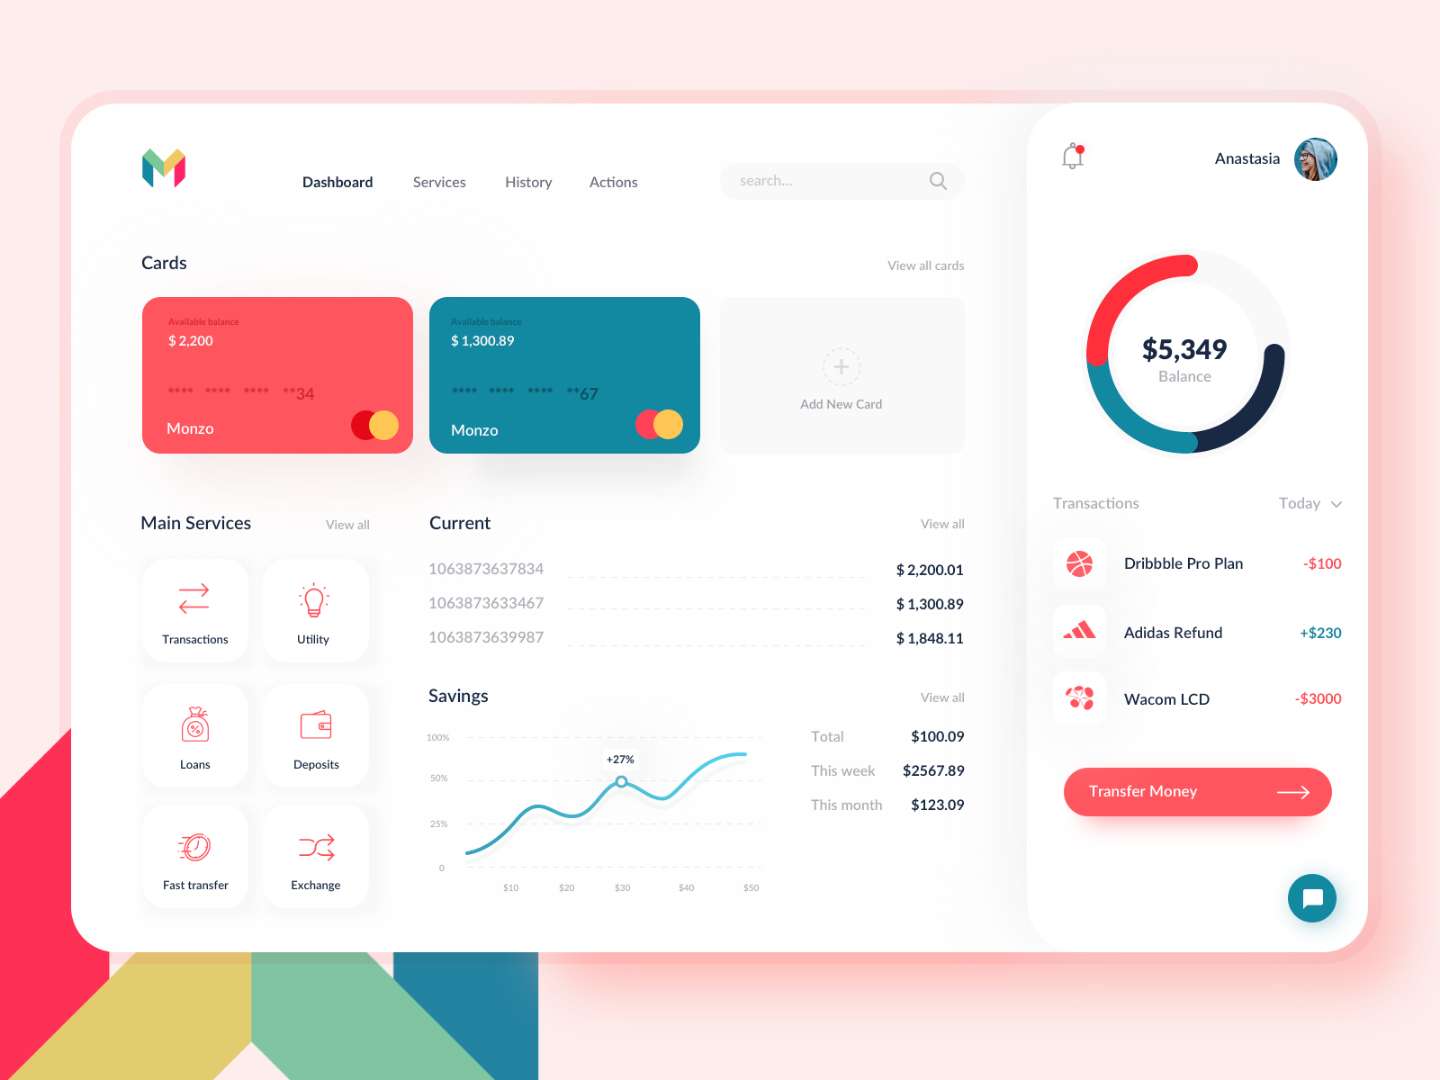 Dashboard Services History Actions
search...
Anastasia
Cards
View all cards
Available balance
$ 2,200
**** **** **** **34
Monzo
Available balance
$ 1,300.89
**** **** **** **67
Monzo
Add New Card
$5,349
Balance
Main Services
View all
Transactions
Utility
Loans
Deposits
Fast transfer
Exchange
Current
View all
1063873637834 $ 2,200.01
1063873633467 $ 1,300.89
1063873639987 $ 1,848.11
Savings
View all
100%
50%
25%
0
+27%
$10 $20 $30 $40 $50
Total $100.09
This week $2567.89
This month $123.09
Transactions
Today
Dribbble Pro Plan -$100
Adidas Refund +$230
Wacom LCD -$3000
Transfer Money